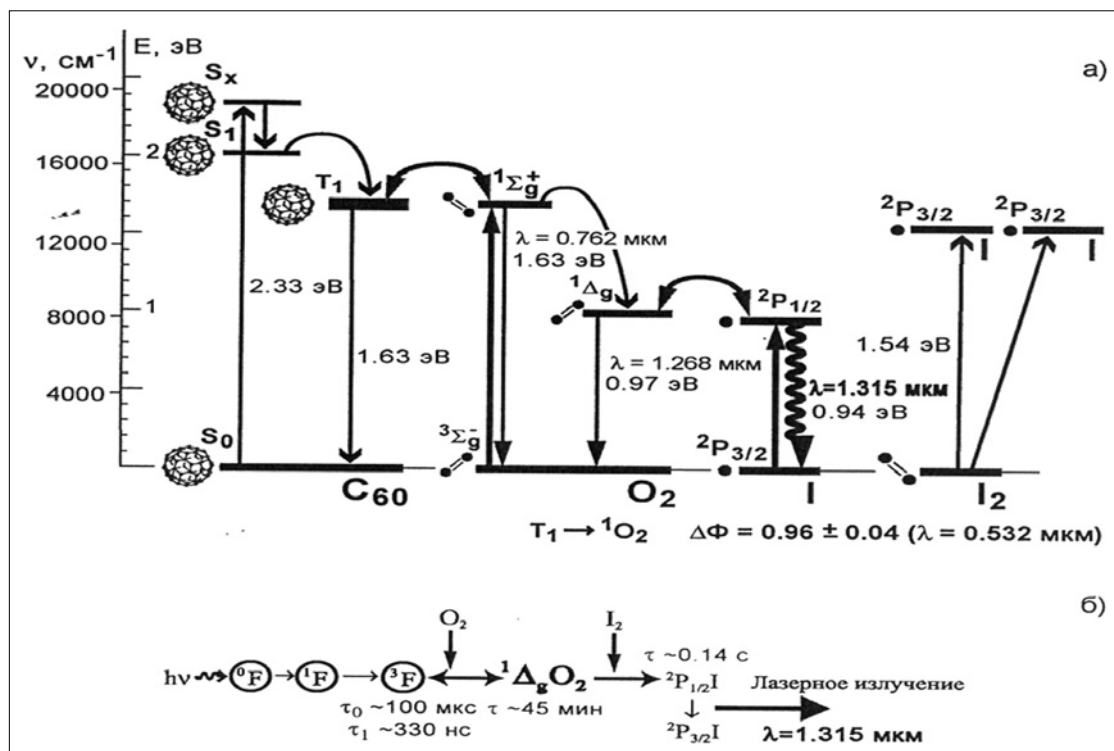 а)
ν, см⁻¹ E, эВ
20000
16000
12000
8000
4000
2
1
Sₓ
S₁
T₁
S₀
2.33 эВ
1.63 эВ
C₆₀
¹Σg⁺
λ = 0.762 мкм
1.63 эВ
¹Δg
λ = 1.268 мкм
0.97 эВ
³Σg⁻
O₂
²P₁/₂
λ=1.315 мкм
0.94 эВ
²P₃/₂
I
²P₃/₂ ²P₃/₂
I I
1.54 эВ
I₂
T₁ → ¹O₂ ΔФ = 0.96 ± 0.04 (λ = 0.532 мкм)
б)
O₂ I₂
τ ~0.14 с
hν ⁰F → ¹F → ³F ↔ ¹ΔgO₂ → ²P₁/₂I Лазерное излучение
τ₀ ~100 мкс τ ~45 мин ↓
τ₁ ~330 нс ²P₃/₂I λ=1.315 мкм